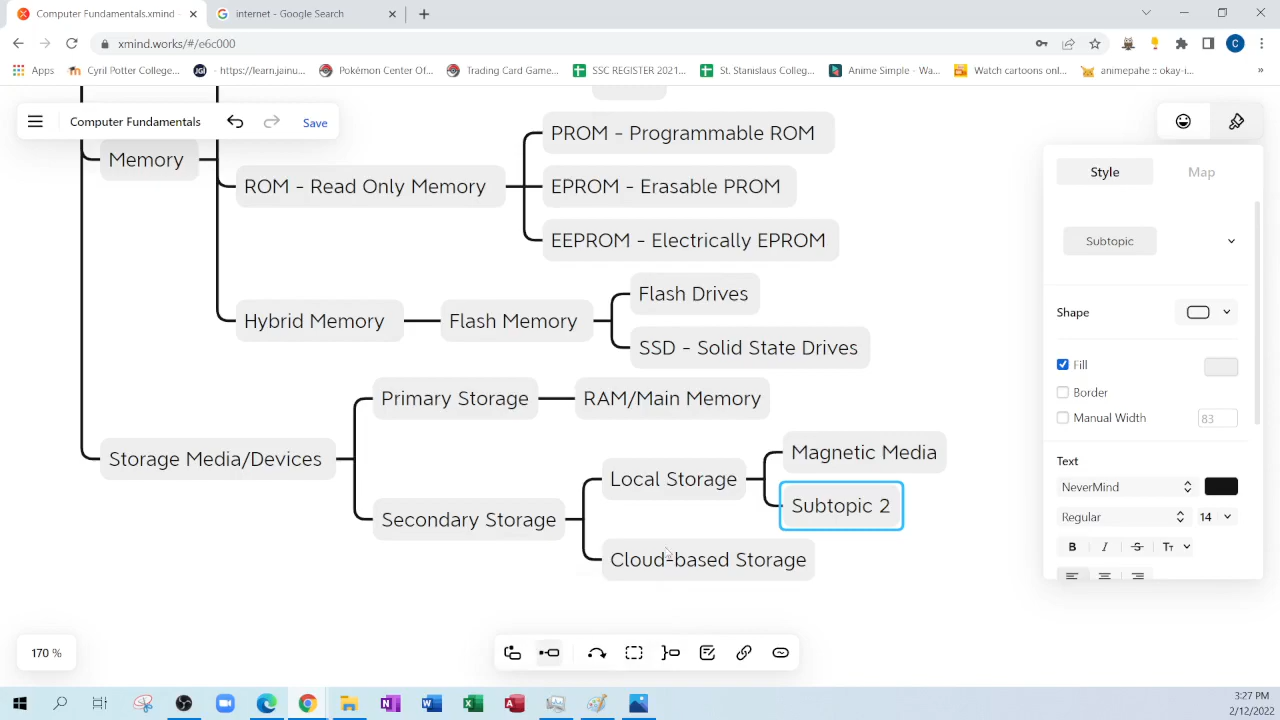 Computer Fundamentals.xmind -
internet - Google Search
xmind.works/#/e6c000
Apps
Cyril Potter College...
- https://learn.jainu...
Pokémon Center Of...
Trading Card Game...
SSC REGISTER 2021...
St. Stanislaus Colleg...
Anime Simple - Wa...
Watch cartoons onl...
animepahe :: okay-i...
»
C
Computer Fundamentals
Save
PROM - Programmable ROM
Memory
ROM - Read Only Memory
EPROM - Erasable PROM
EEPROM - Electrically EPROM
Flash Drives
Hybrid Memory
Flash Memory
SSD - Solid State Drives
Primary Storage
RAM/Main Memory
Storage Media/Devices
Magnetic Media
Local Storage
Subtopic 2
Secondary Storage
Cloud-based Storage
Style
Map
Subtopic
Shape
Fill
Border
Manual Width
83
Text
NeverMind
Regular
14
B I S Tт
170 %
3:27 PM
2/12/2022